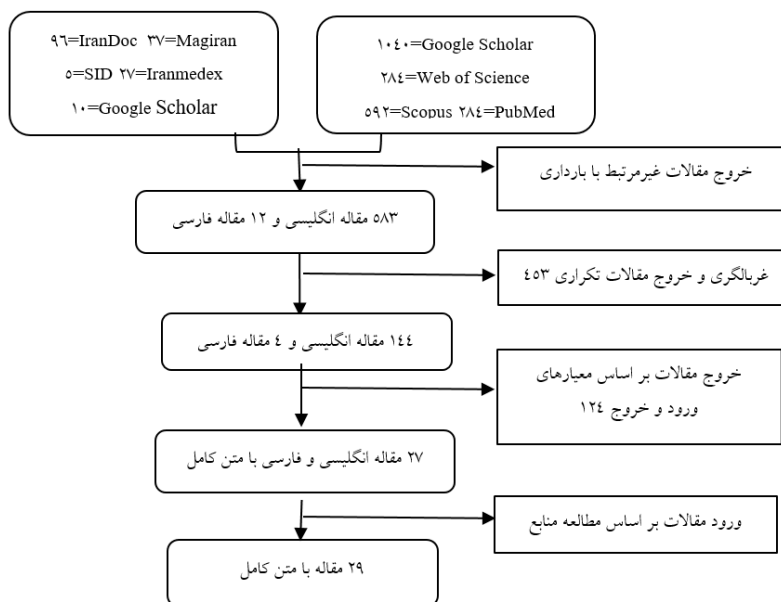 ٩٦=IranDoc ٣٧=Magiran
٥=SID ٢٧=Iranmedex
١٠=Google Scholar
١٠٤٠=Google Scholar
٢٨٤=Web of Science
٥٩٢=Scopus ٢٨٤=PubMed
خروج مقالات غیرمرتبط با بارداری
٥٨٣ مقاله انگلیسی و ١٢ مقاله فارسی
غربالگری و خروج مقالات تکراری ٤٥٣
١٤٤ مقاله انگلیسی و ٤ مقاله فارسی
خروج مقالات بر اساس معیارهای
ورود و خروج ١٢٤
٢٧ مقاله انگلیسی و فارسی با متن کامل
ورود مقالات بر اساس مطالعه منابع
٢٩ مقاله با متن کامل